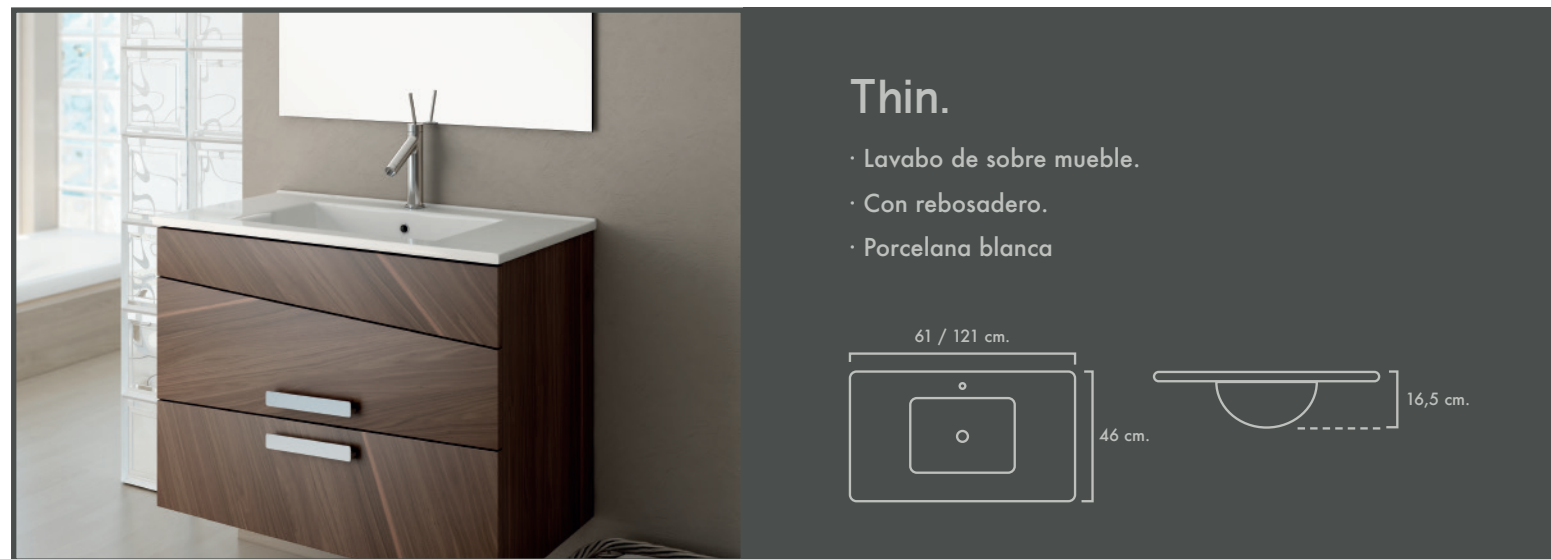 Thin.
· Lavabo de sobre mueble.
· Con rebosadero.
· Porcelana blanca
61 / 121 cm.
46 cm.
16,5 cm.